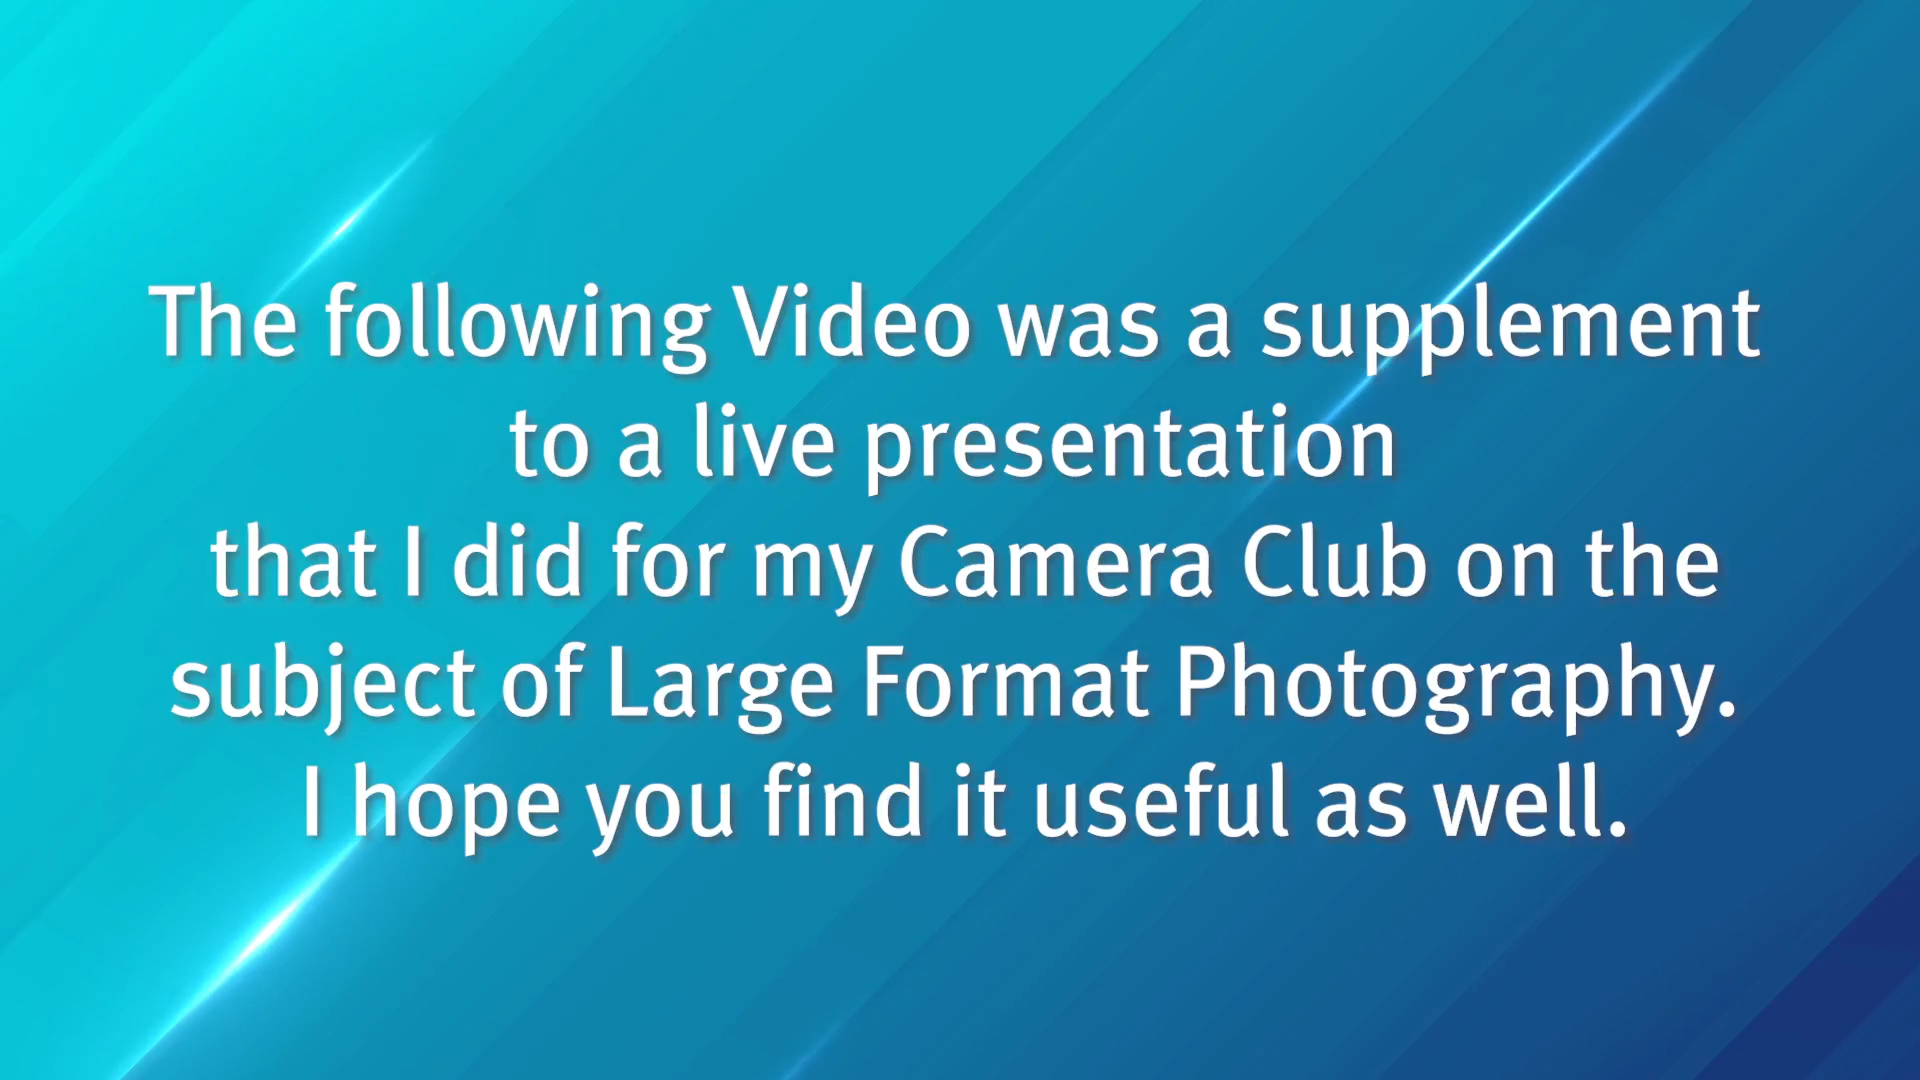 The following Video was a supplement
to a live presentation
that I did for my Camera Club on the
subject of Large Format Photography.
I hope you find it useful as well.